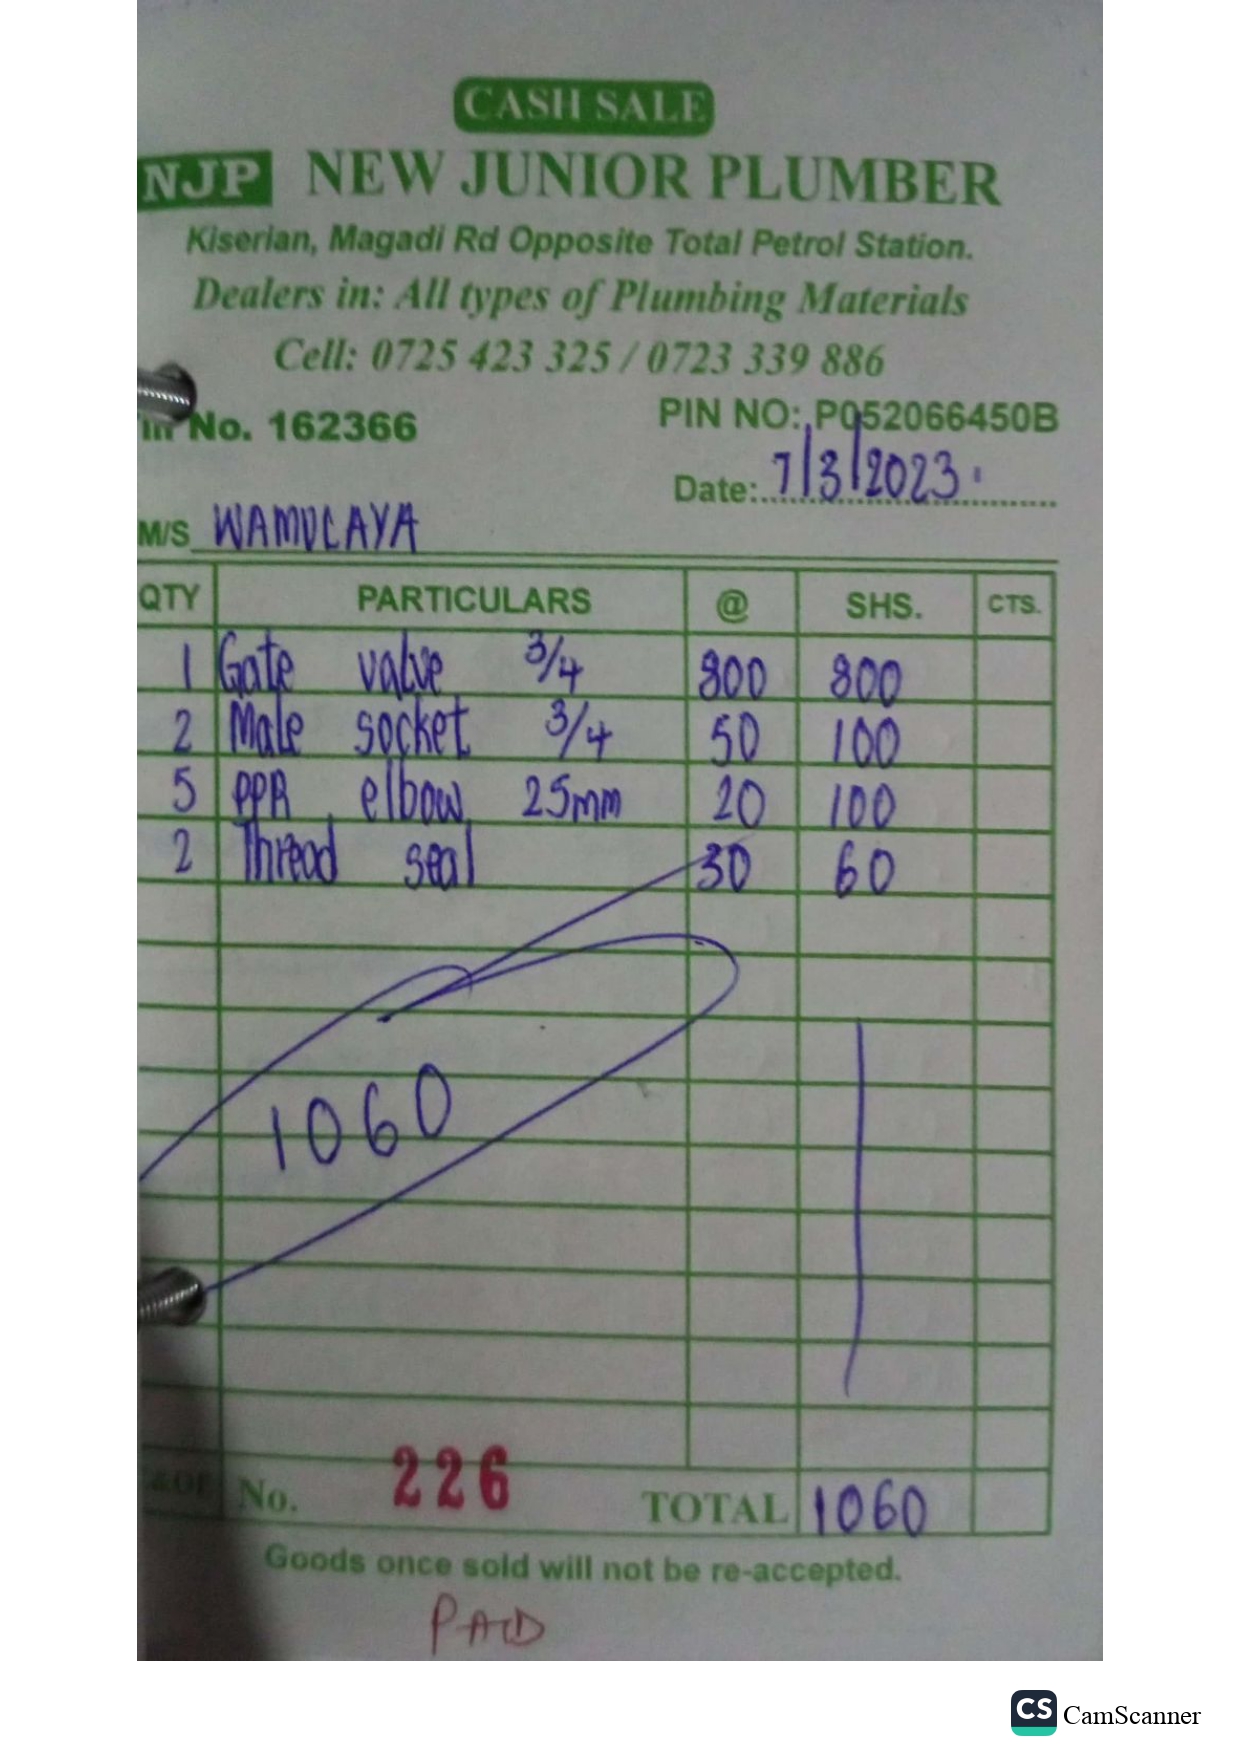 CASH SALE
NJP NEW JUNIOR PLUMBER
Kiserian, Magadi Rd Opposite Total Petrol Station.
Dealers in: All types of Plumbing Materials
Cell: 0725 423 325 / 0723 339 886
No. 162366 PIN NO: P052066450B
Date: 7/3/2023
M/S WAMUCAYA
QTY PARTICULARS @ SHS. CTS.
1 Gate valve 3/4 800 800
2 Male socket 3/4 50 100
5 PPR elbow 25mm 20 100
2 Thread seal 30 60
1060
No. 226 TOTAL 1060
Goods once sold will not be re-accepted.
PAID
CS CamScanner